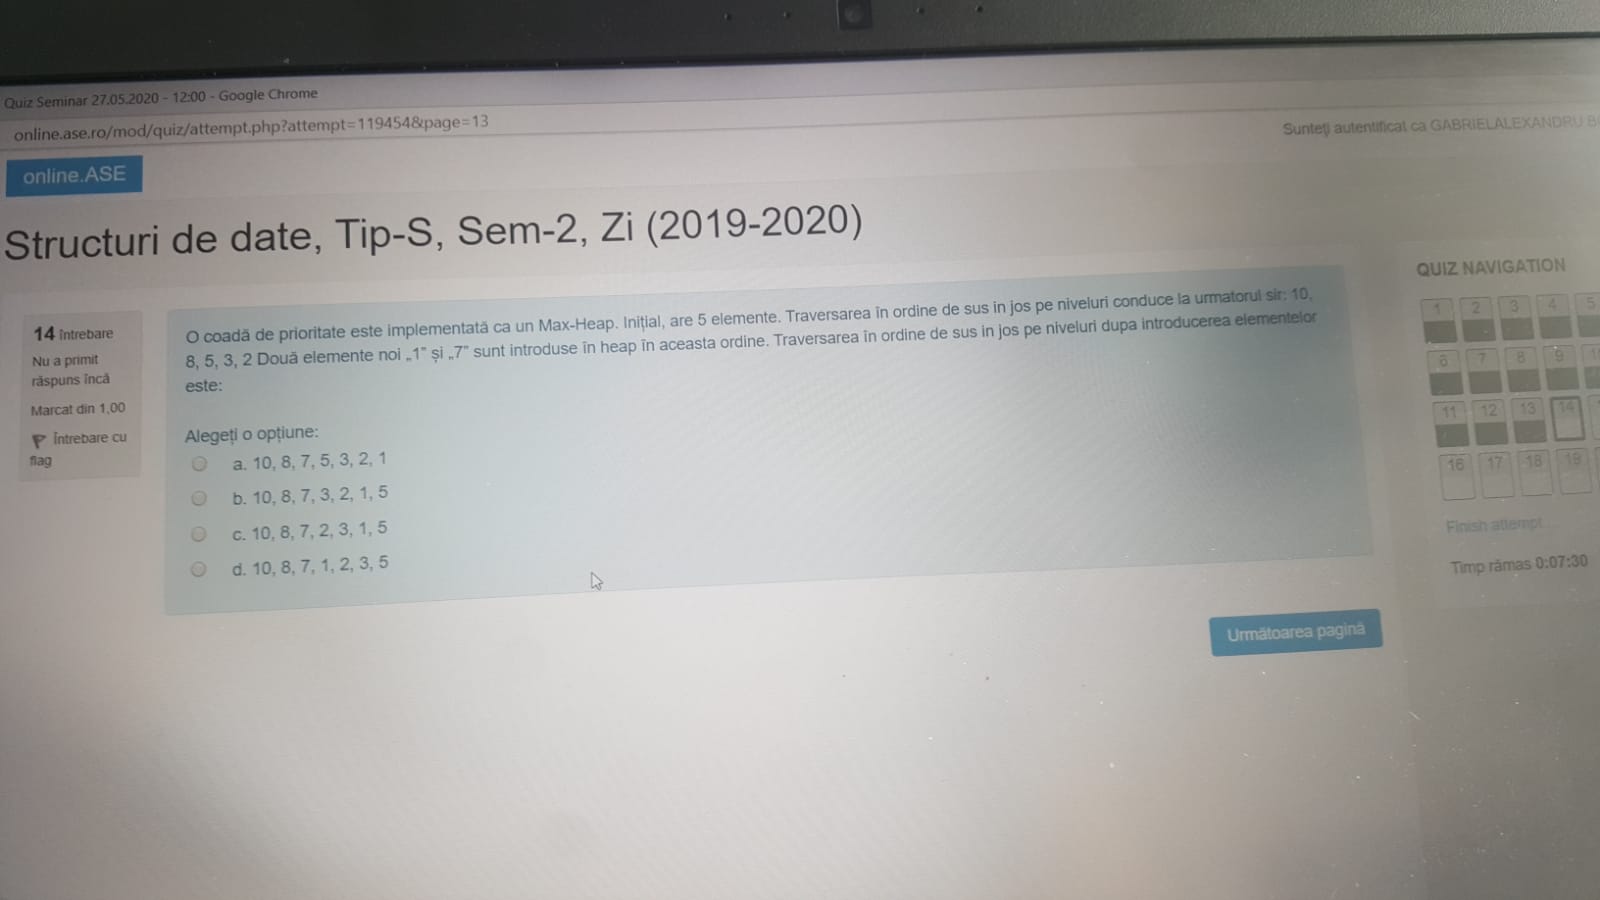 Quiz Seminar 27.05.2020 - 12:00 - Google Chrome
online.ase.ro/mod/quiz/attempt.php?attempt=119454&page=13
Sunteți autentificat ca GABRIELALEXANDRU
online.ASE
Structuri de date, Tip-S, Sem-2, Zi (2019-2020)
14 întrebare
Nu a primit
răspuns încă
Marcat din 1,00
Întrebare cu
flag
O coadă de prioritate este implementată ca un Max-Heap. Inițial, are 5 elemente. Traversarea în ordine de sus in jos pe niveluri conduce la urmatorul sir: 10,
8, 5, 3, 2 Două elemente noi „1” și „7” sunt introduse în heap în aceasta ordine. Traversarea în ordine de sus in jos pe niveluri dupa introducerea elementelor
este:
Alegeți o opțiune:
a. 10, 8, 7, 5, 3, 2, 1
b. 10, 8, 7, 3, 2, 1, 5
c. 10, 8, 7, 2, 3, 1, 5
d. 10, 8, 7, 1, 2, 3, 5
Următoarea pagină
QUIZ NAVIGATION
1 2 3 4 5
6 7 8 9
11 12 13 14
16 17 18 19
Finish attempt
Timp rămas 0:07:30